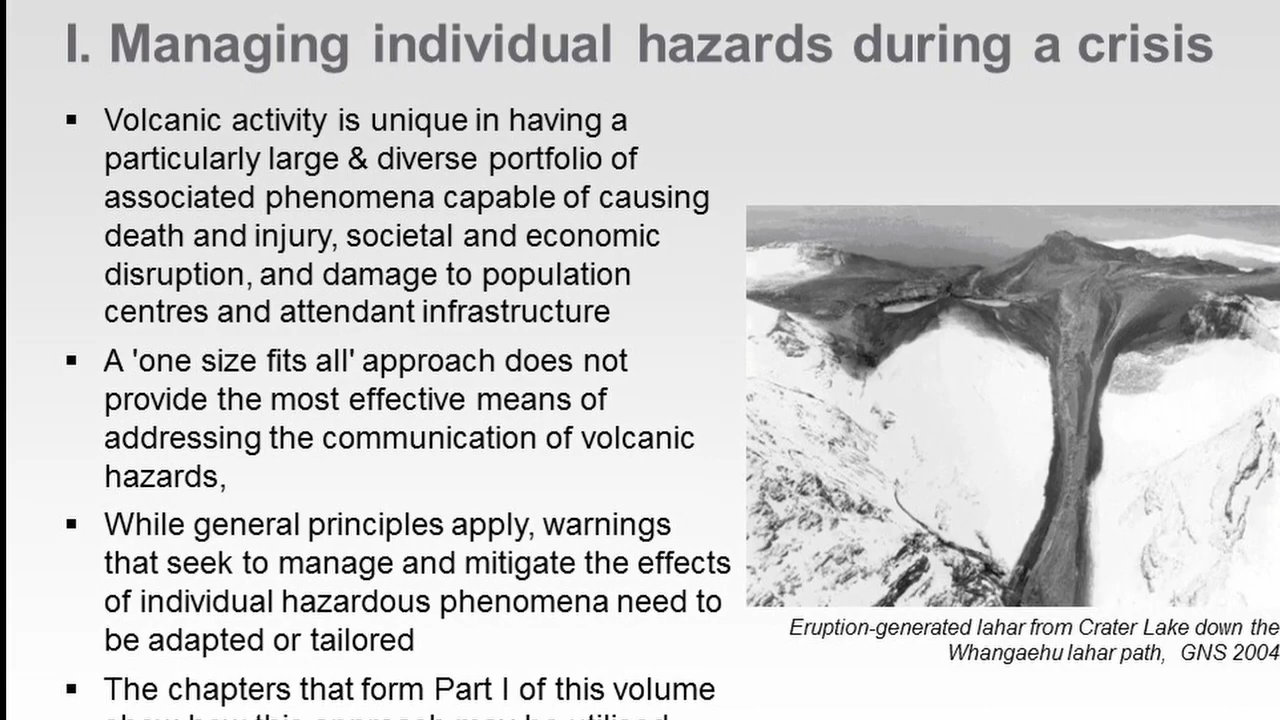 I. Managing individual hazards during a crisis
▪ Volcanic activity is unique in having a
particularly large & diverse portfolio of
associated phenomena capable of causing
death and injury, societal and economic
disruption, and damage to population
centres and attendant infrastructure
▪ A 'one size fits all' approach does not
provide the most effective means of
addressing the communication of volcanic
hazards,
▪ While general principles apply, warnings
that seek to manage and mitigate the effects
of individual hazardous phenomena need to
be adapted or tailored
▪ The chapters that form Part I of this volume
Eruption-generated lahar from Crater Lake down the
Whangaehu lahar path, GNS 2004